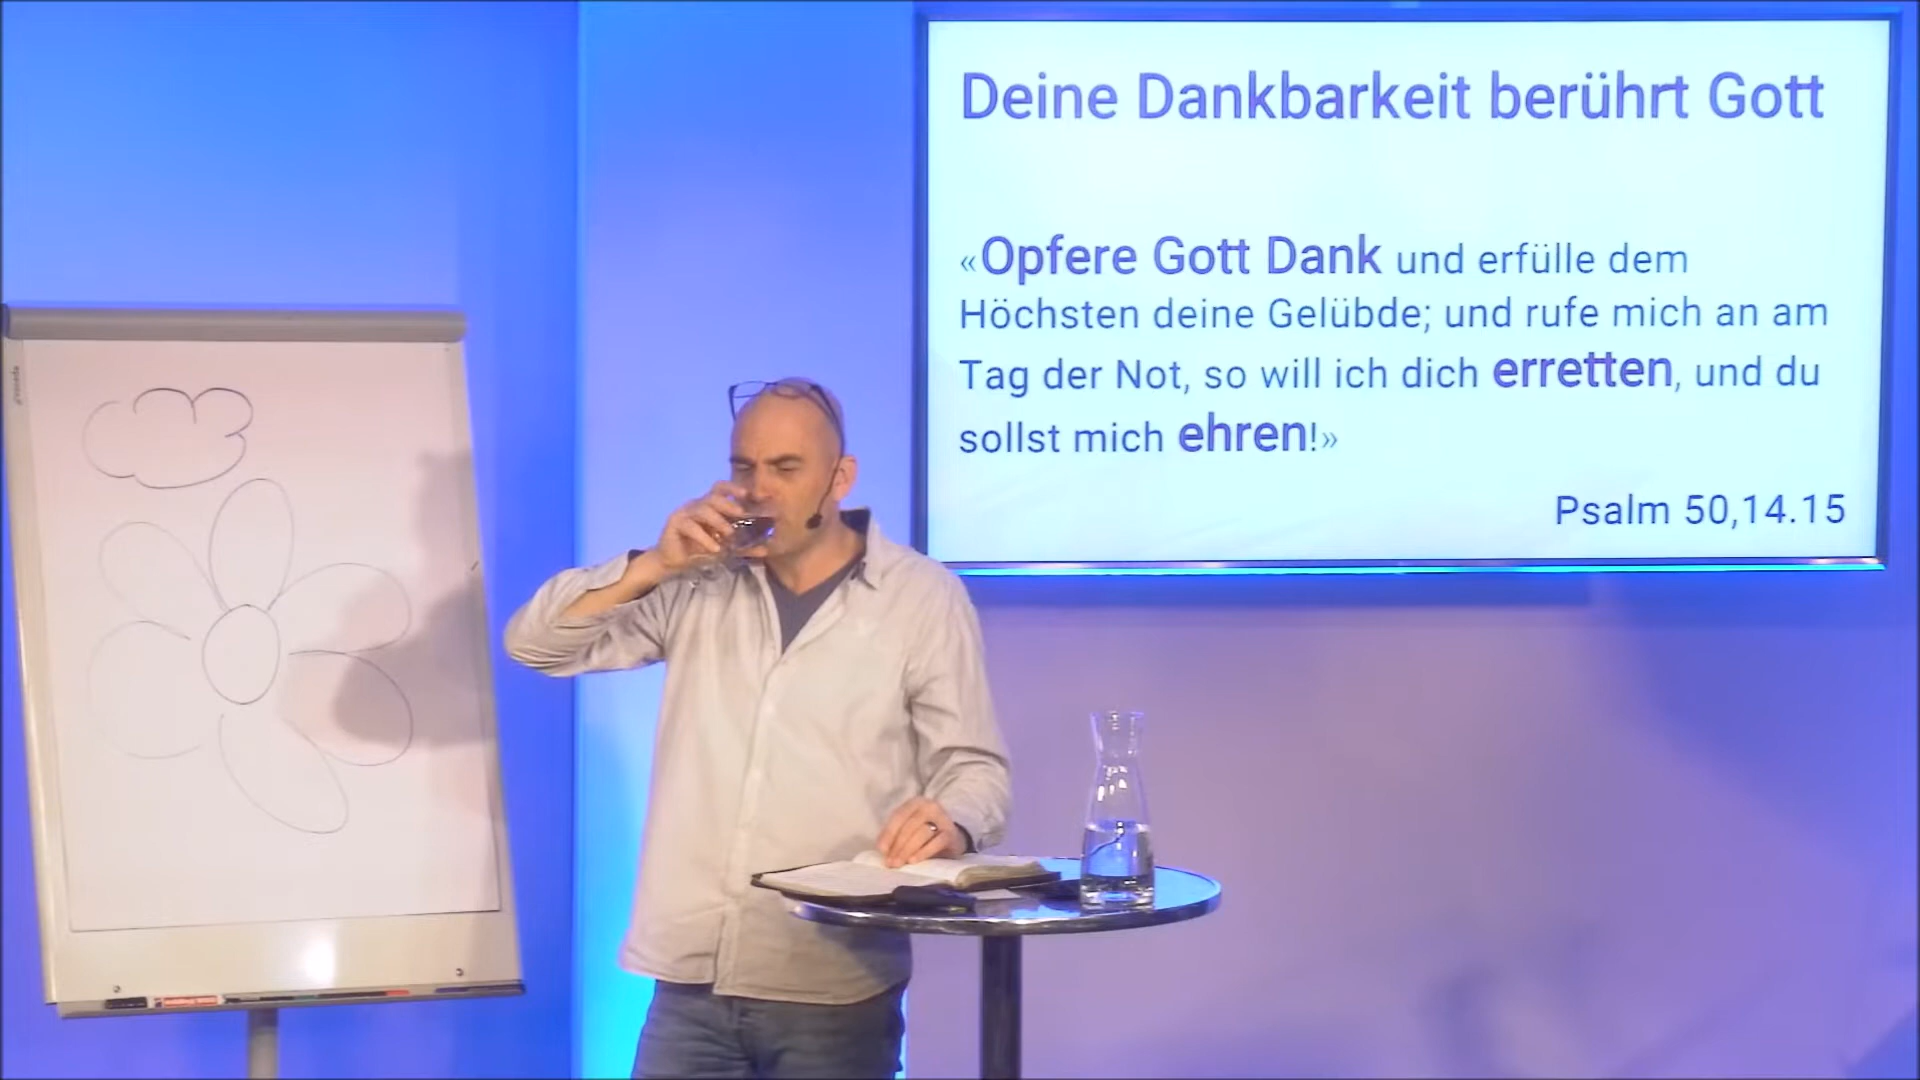 Deine Dankbarkeit berührt Gott
«Opfere Gott Dank und erfülle dem
Höchsten deine Gelübde; und rufe mich an am
Tag der Not, so will ich dich erretten, und du
sollst mich ehren!»
Psalm 50,14.15